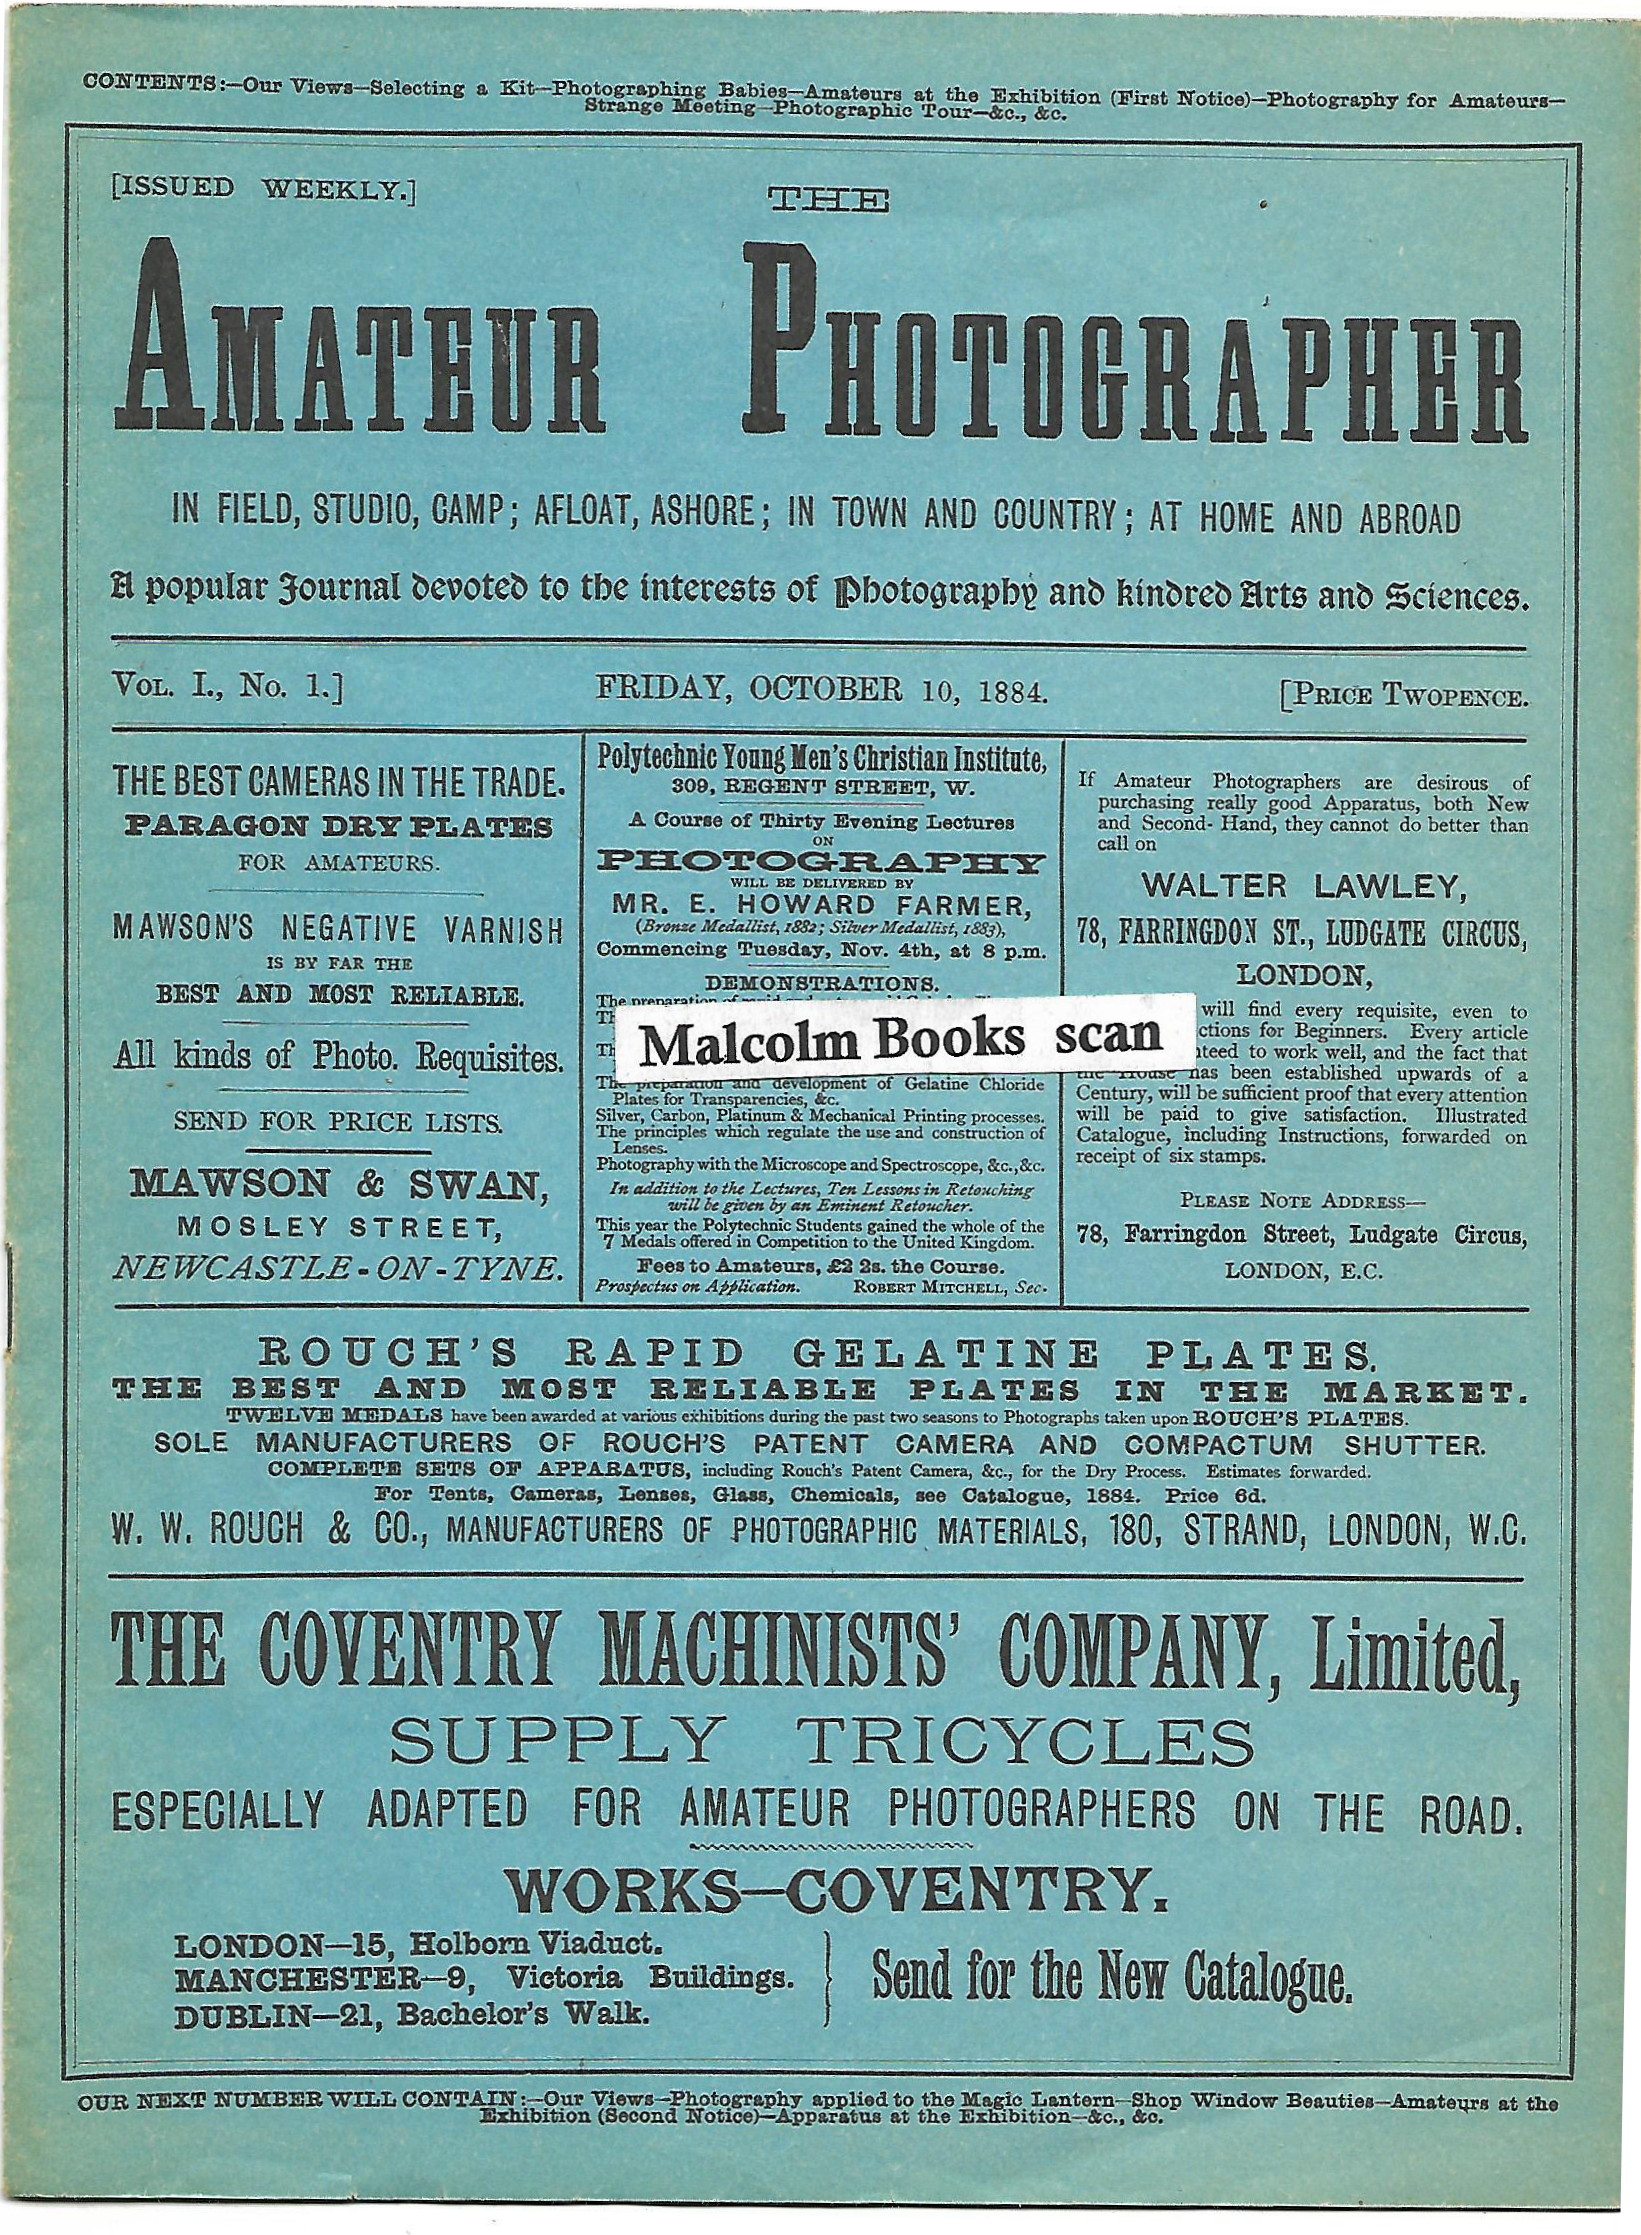 CONTENTS:—Our Views—Selecting a Kit—Photographing Babies—Amateurs at the Exhibition (First Notice)—Photography for Amateurs—
Strange Meeting—Photographic Tour—&c., &c.
[ISSUED WEEKLY.]
THE
AMATEUR PHOTOGRAPHER
IN FIELD, STUDIO, CAMP; AFLOAT, ASHORE; IN TOWN AND COUNTRY; AT HOME AND ABROAD
A popular Journal devoted to the interests of Photography and kindred Arts and Sciences.
VOL. I., NO. 1.] FRIDAY, OCTOBER 10, 1884. [PRICE TWOPENCE.
THE BEST CAMERAS IN THE TRADE.
PARAGON DRY PLATES
FOR AMATEURS.
MAWSON'S NEGATIVE VARNISH
IS BY FAR THE
BEST AND MOST RELIABLE.
All kinds of Photo. Requisites.
SEND FOR PRICE LISTS.
MAWSON & SWAN,
MOSLEY STREET,
NEWCASTLE-ON-TYNE.
Polytechnic Young Men's Christian Institute,
309, REGENT STREET, W.
A Course of Thirty Evening Lectures
ON
PHOTOGRAPHY
WILL BE DELIVERED BY
MR. E. HOWARD FARMER,
(Bronze Medallist, 1882; Silver Medallist, 1883),
Commencing Tuesday, Nov. 4th, at 8 p.m.
DEMONSTRATIONS.
The preparation of
Malcolm Books scan
The preparation and development of Gelatine Chloride
Plates for Transparencies, &c.
Silver, Carbon, Platinum & Mechanical Printing processes.
The principles which regulate the use and construction of
Lenses.
Photography with the Microscope and Spectroscope, &c., &c.
In addition to the Lectures, Ten Lessons in Retouching
will be given by an Eminent Retoucher.
This year the Polytechnic Students gained the whole of the
7 Medals offered in Competition to the United Kingdom.
Fees to Amateurs, £2 2s. the Course.
Prospectus on Application. ROBERT MITCHELL, Sec.
If Amateur Photographers are desirous of
purchasing really good Apparatus, both New
and Second-Hand, they cannot do better than
call on
WALTER LAWLEY,
78, FARRINGDON ST., LUDGATE CIRCUS,
LONDON,
will find every requisite, even to
ctions for Beginners. Every article
teed to work well, and the fact that
the House has been established upwards of a
Century, will be sufficient proof that every attention
will be paid to give satisfaction. Illustrated
Catalogue, including Instructions, forwarded on
receipt of six stamps.
PLEASE NOTE ADDRESS—
78, Farringdon Street, Ludgate Circus,
LONDON, E.C.
ROUCH'S RAPID GELATINE PLATES.
THE BEST AND MOST RELIABLE PLATES IN THE MARKET.
TWELVE MEDALS have been awarded at various exhibitions during the past two seasons to Photographs taken upon ROUCH'S PLATES.
SOLE MANUFACTURERS OF ROUCH'S PATENT CAMERA AND COMPACTUM SHUTTER.
COMPLETE SETS OF APPARATUS, including Rouch's Patent Camera, &c., for the Dry Process. Estimates forwarded.
For Tents, Cameras, Lenses, Glass, Chemicals, see Catalogue, 1884. Price 6d.
W. W. ROUCH & CO., MANUFACTURERS OF PHOTOGRAPHIC MATERIALS, 180, STRAND, LONDON, W.C.
THE COVENTRY MACHINISTS' COMPANY, Limited,
SUPPLY TRICYCLES
ESPECIALLY ADAPTED FOR AMATEUR PHOTOGRAPHERS ON THE ROAD.
WORKS—COVENTRY.
LONDON—15, Holborn Viaduct.
MANCHESTER—9, Victoria Buildings.
DUBLIN—21, Bachelor's Walk.
Send for the New Catalogue.
OUR NEXT NUMBER WILL CONTAIN:—Our Views—Photography applied to the Magic Lantern—Shop Window Beauties—Amateurs at the
Exhibition (Second Notice)—Apparatus at the Exhibition—&c., &c.